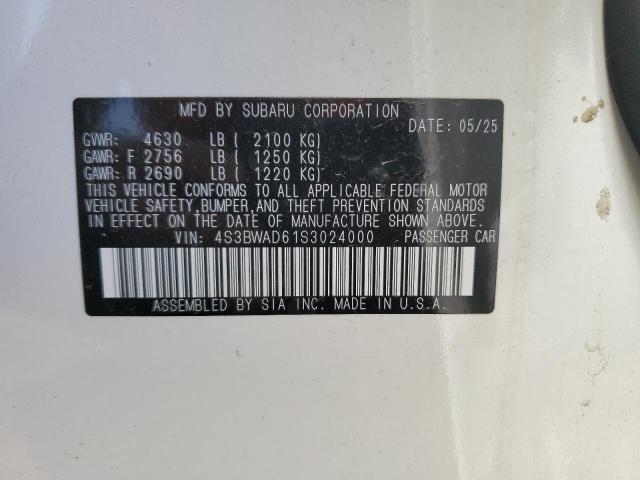 MFD BY SUBARU CORPORATION
DATE: 05/25
GVWR: 4630 LB ( 2100 KG)
GAWR: F 2756 LB ( 1250 KG)
GAWR: R 2690 LB ( 1220 KG)
THIS VEHICLE CONFORMS TO ALL APPLICABLE FEDERAL MOTOR
VEHICLE SAFETY,BUMPER,AND THEFT PREVENTION STANDARDS
IN EFFECT ON THE DATE OF MANUFACTURE SHOWN ABOVE.
VIN: 4S3BWAD61S3024000 PASSENGER CAR
ASSEMBLED BY SIA INC. MADE IN U.S.A.